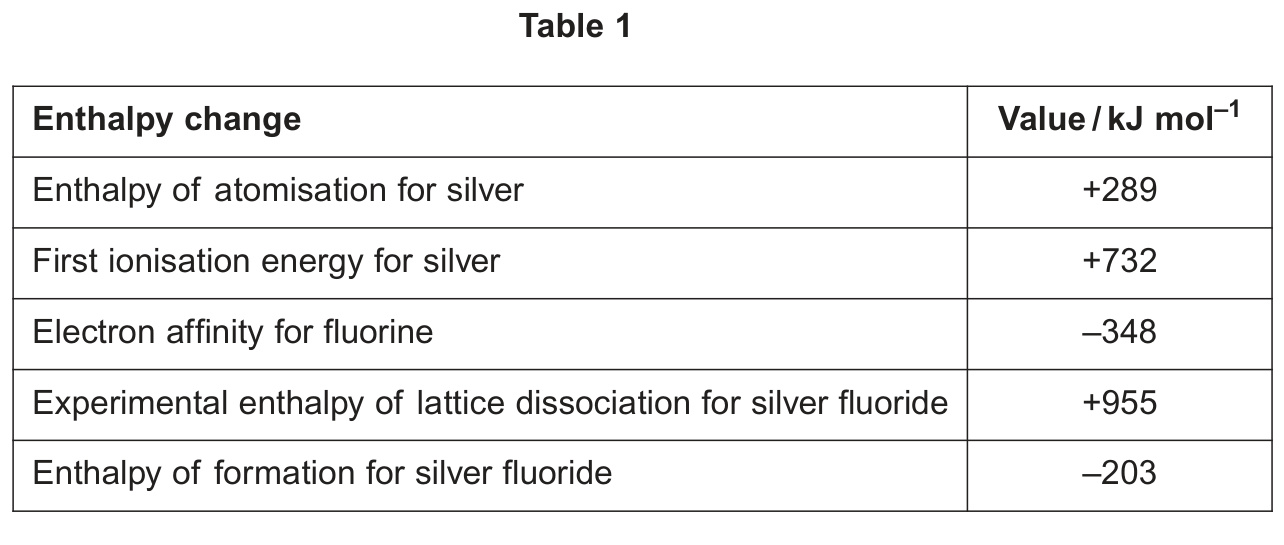 Table 1
Enthalpy change Value / kJ mol⁻¹
Enthalpy of atomisation for silver +289
First ionisation energy for silver +732
Electron affinity for fluorine –348
Experimental enthalpy of lattice dissociation for silver fluoride +955
Enthalpy of formation for silver fluoride –203